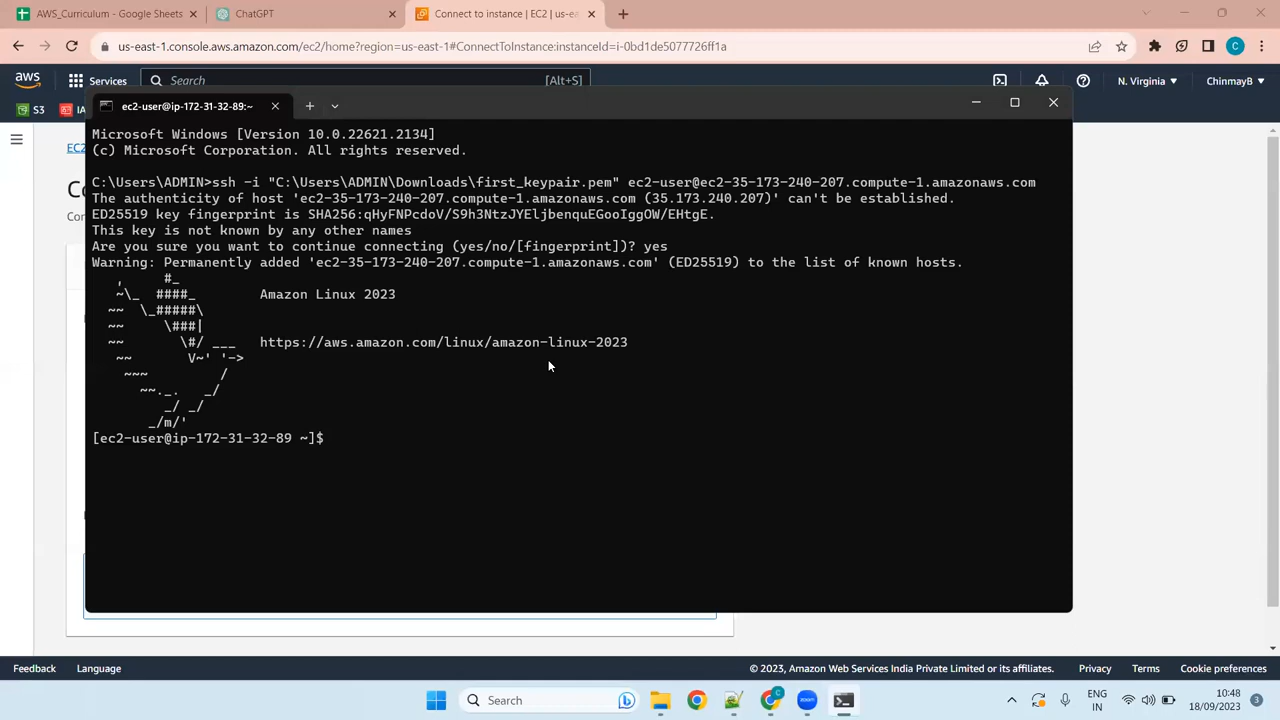 AWS_Curriculum - Google Sheets
ChatGPT
Connect to instance | EC2 | us-ea
us-east-1.console.aws.amazon.com/ec2/home?region=us-east-1#ConnectToInstance:instanceId=i-0bd1de5077726ff1a
C
aws
Services
Search
[Alt+S]
N. Virginia
ChinmayB
S3
IA
ec2-user@ip-172-31-32-89:~
Microsoft Windows [Version 10.0.22621.2134]
(c) Microsoft Corporation. All rights reserved.
EC2
C:\Users\ADMIN>ssh -i "C:\Users\ADMIN\Downloads\first_keypair.pem" ec2-user@ec2-35-173-240-207.compute-1.amazonaws.com
The authenticity of host 'ec2-35-173-240-207.compute-1.amazonaws.com (35.173.240.207)' can't be established.
ED25519 key fingerprint is SHA256:qHyFNPcdoV/S9h3NtzJYEljbenquEGooIggOW/EHtgE.
This key is not known by any other names
Are you sure you want to continue connecting (yes/no/[fingerprint])? yes
Warning: Permanently added 'ec2-35-173-240-207.compute-1.amazonaws.com' (ED25519) to the list of known hosts.
   ,     #_
   ~\_  ####_        Amazon Linux 2023
  ~~  \_#####\
  ~~     \###|
  ~~       \#/ ___   https://aws.amazon.com/linux/amazon-linux-2023
   ~~       V~' '->
    ~~~         /
      ~~._.   _/
         _/ _/
       _/m/'
[ec2-user@ip-172-31-32-89 ~]$
Feedback
Language
© 2023, Amazon Web Services India Private Limited or its affiliates.
Privacy
Terms
Cookie preferences
Search
zoom
ENG
IN
10:48
18/09/2023
3